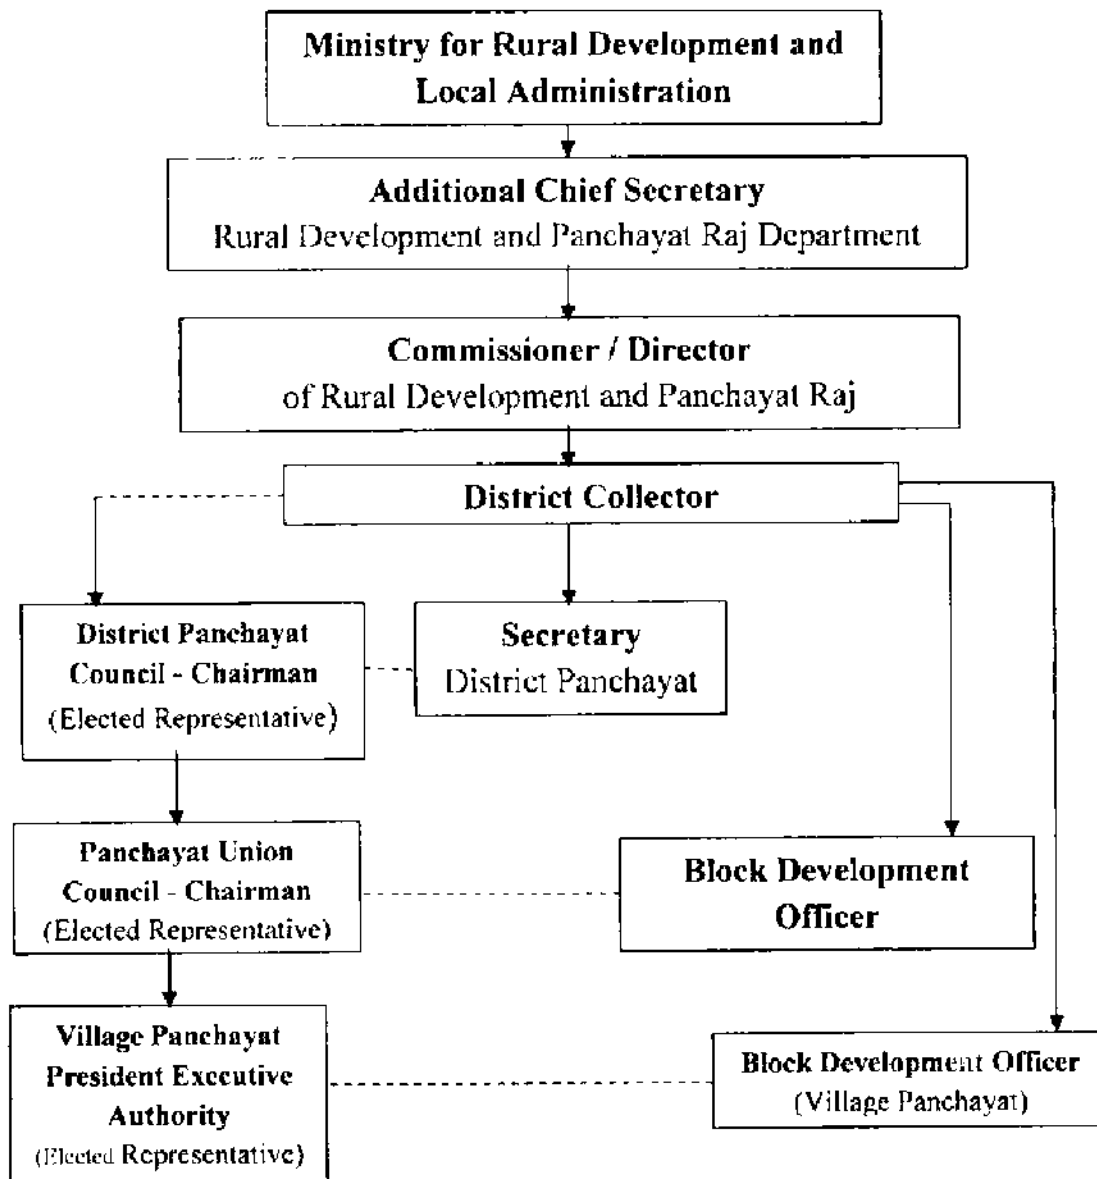 Ministry for Rural Development and
Local Administration
Additional Chief Secretary
Rural Development and Panchayat Raj Department
Commissioner / Director
of Rural Development and Panchayat Raj
District Collector
District Panchayat
Council - Chairman
(Elected Representative)
Secretary
District Panchayat
Panchayat Union
Council - Chairman
(Elected Representative)
Block Development
Officer
Village Panchayat
President Executive
Authority
(Elected Representative)
Block Development Officer
(Village Panchayat)